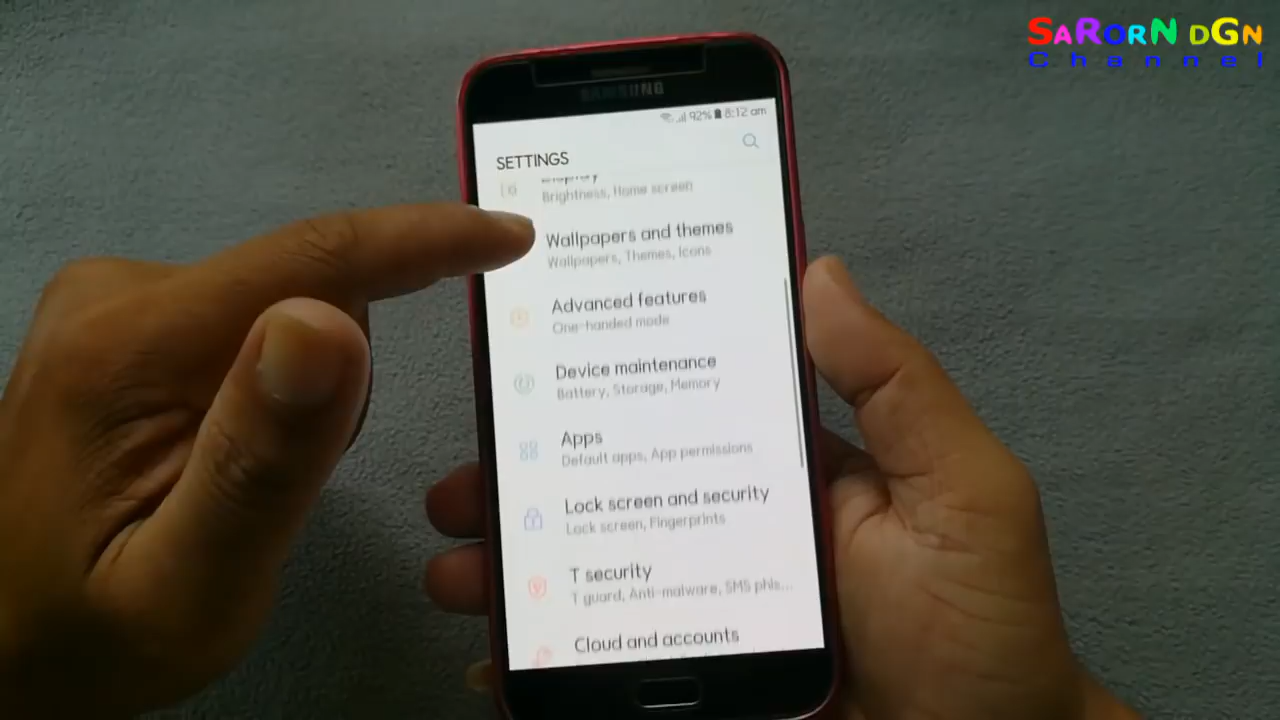 SaRorN dGn
Channel
SAMSUNG
92% 8:12 am
SETTINGS
Brightness, Home screen
Wallpapers and themes
Wallpapers, Themes, Icons
Advanced features
One-handed mode
Device maintenance
Battery, Storage, Memory
Apps
Default apps, App permissions
Lock screen and security
Lock screen, Fingerprints
T security
T guard, Anti-malware, SMS phis...
Cloud and accounts